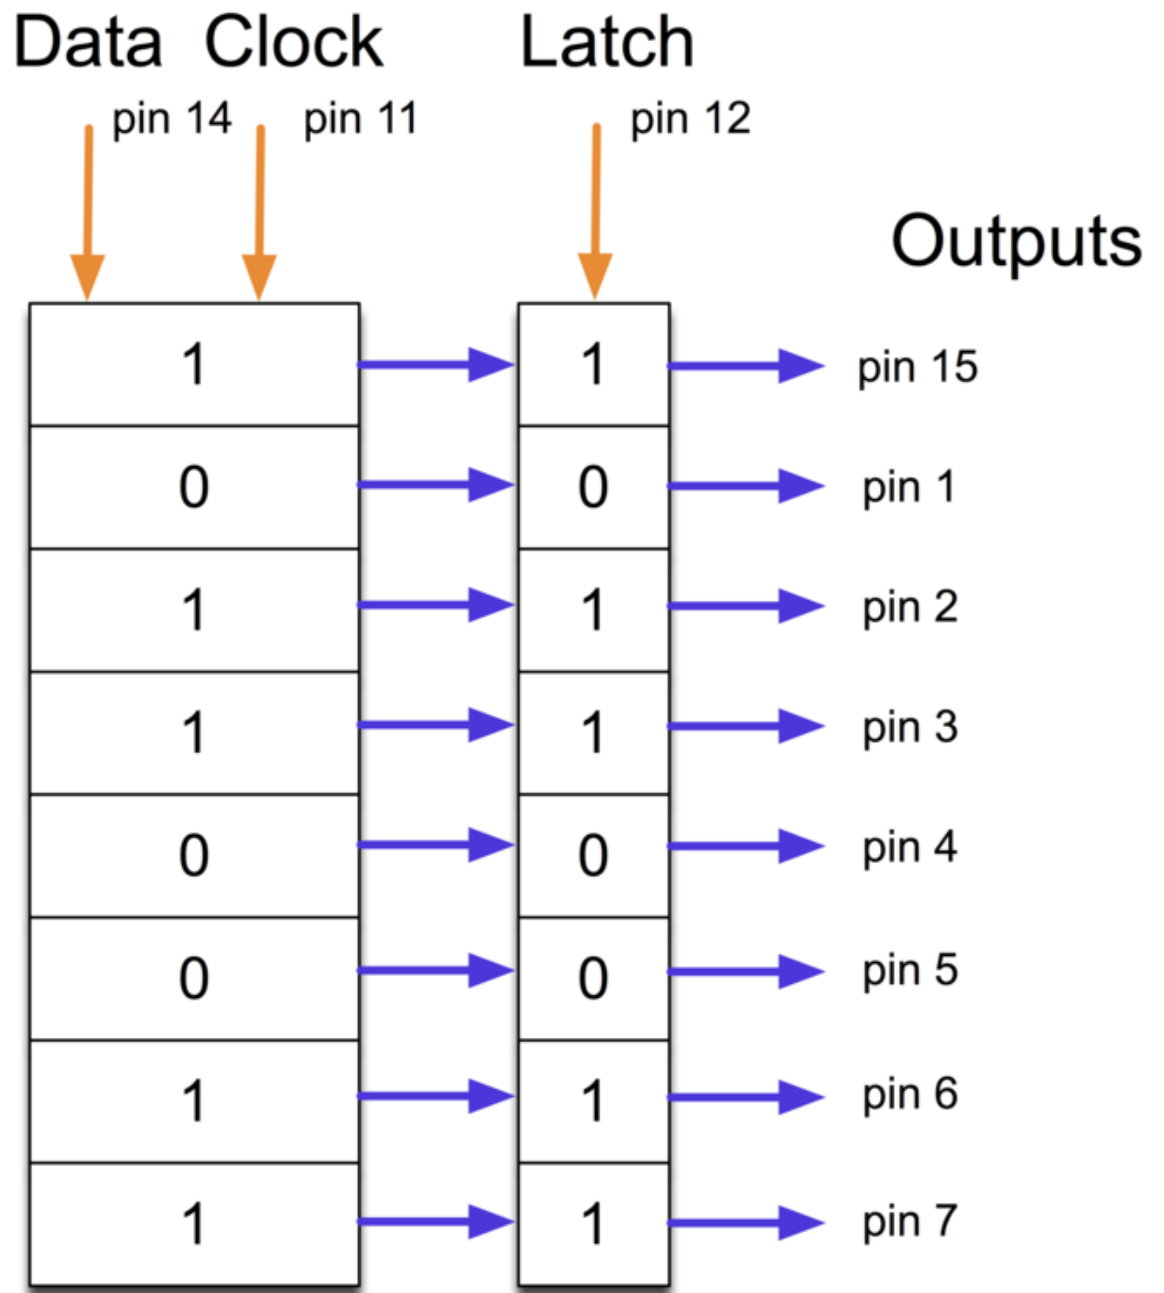 Data Clock Latch
pin 14 pin 11 pin 12
Outputs
1 1 pin 15
0 0 pin 1
1 1 pin 2
1 1 pin 3
0 0 pin 4
0 0 pin 5
1 1 pin 6
1 1 pin 7